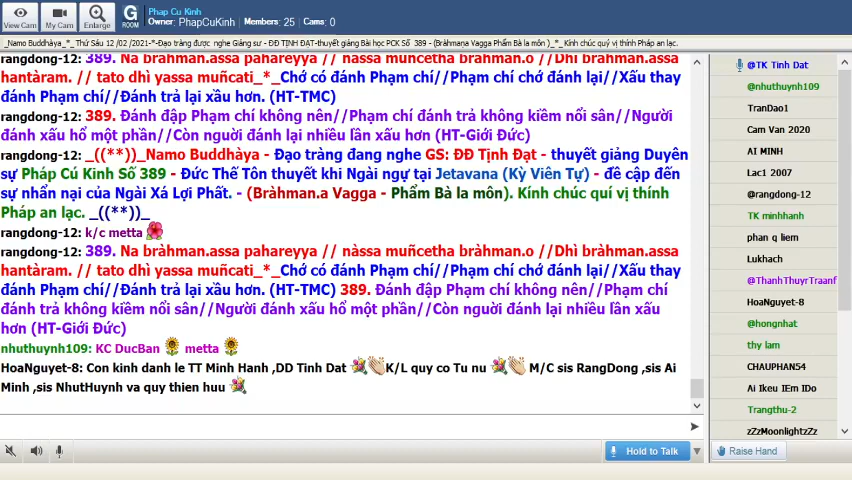 Phap Cu Kinh
Owner: PhapCuKinh Members: 25 Cams: 0
View Cam My Cam Enlarge G ROOM
_Namo Buddhàya_*_ Thứ Sáu 12 /02 /2021-*-Đạo tràng được nghe Giảng sư - ĐĐ TỊNH ĐẠT-thuyết giảng Bài học PCK Số 389 - (Bràhmaṇa Vagga Phẩm Bà la môn )_*_Kính chúc quý vị thính Pháp an lạc.
rangdong-12: 389. Na bràhman.assa pahareyya // nàssa muñcetha bràhman.o //Dhì bràhman.assa
hantàram. // tato dhì yassa muñcati_*_Chớ có đánh Phạm chí//Phạm chí chớ đánh lại//Xấu thay
đánh Phạm chí//Đánh trả lại xầu hơn. (HT-TMC)
rangdong-12: 389. Đánh đập Phạm chí không nên//Phạm chí đánh trả không kiềm nổi sân//Người
đánh xấu hổ một phần//Còn người đánh lại nhiều lần xấu hơn (HT-Giới Đức)
rangdong-12: _((**))_Namo Buddhàya - Đạo tràng đang nghe GS: ĐĐ Tịnh Đạt - thuyết giảng Duyên
sự Pháp Cú Kinh Số 389 - Đức Thế Tôn thuyết khi Ngài ngự tại Jetavana (Kỳ Viên Tự) - đề cập đến
sự nhẫn nại của Ngài Xá Lợi Phất. - (Bràhman.a Vagga - Phẩm Bà la môn). Kính chúc quí vị thính
Pháp an lạc. _((**))_
rangdong-12: k/c metta
rangdong-12: 389. Na bràhman.assa pahareyya // nàssa muñcetha bràhman.o //Dhì bràhman.assa
hantàram. // tato dhì yassa muñcati_*_Chớ có đánh Phạm chí//Phạm chí chớ đánh lại//Xấu thay
đánh Phạm chí//Đánh trả lại xầu hơn. (HT-TMC) 389. Đánh đập Phạm chí không nên//Phạm chí
đánh trả không kiềm nổi sân//Người đánh xấu hổ một phần//Còn người đánh lại nhiều lần xấu
hơn (HT-Giới Đức)
nhuthuynh109: KC DucBan metta
HoaNguyet-8: Con kinh danh le TT Minh Hanh ,DD Tinh Dat K/L quy co Tu nu M/C sis RangDong ,sis Ai
Minh ,sis NhutHuynh va quy thien huu
@TK Tinh Dat
@nhuthuynh109
TranDao1
Cam Van 2020
AI MINH
Lac1 2007
@rangdong-12
TK minhhanh
phan q liem
Lukhach
@ThanhThuyrTraanf
HoaNguyet-8
@hongnhat
thy lam
CHAUPHAN54
Ai Ikeu IEm IDo
Trangthu-2
zZzMoonlightzZz
Hold to Talk
Raise Hand